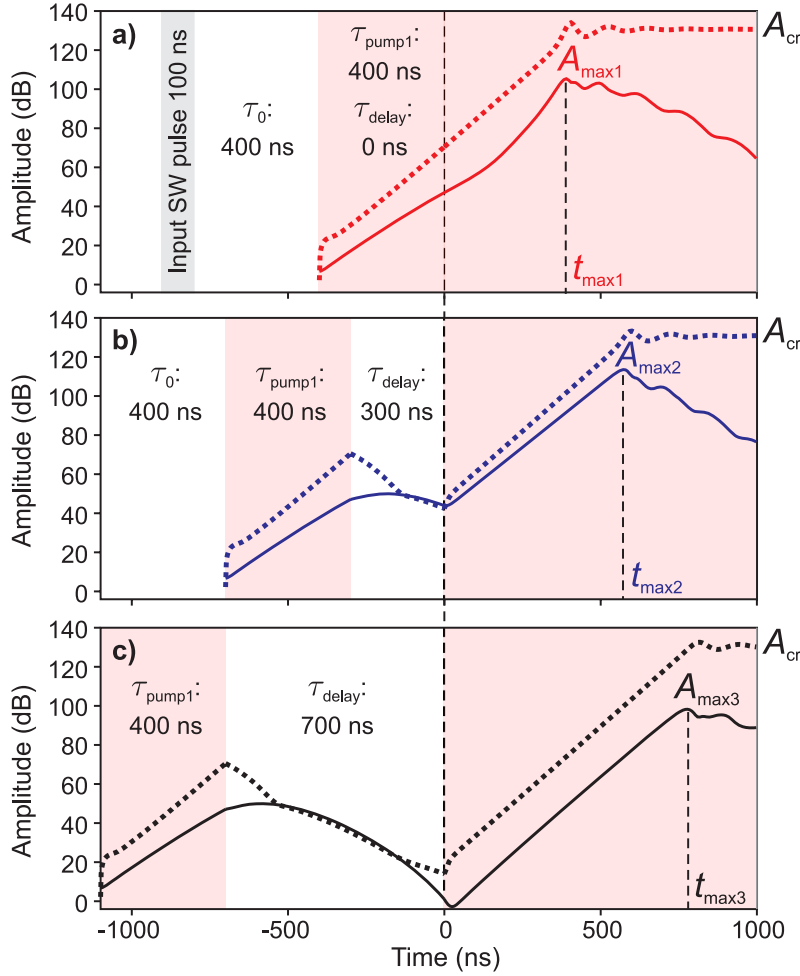 a)
Amplitude (dB)
140
120
100
80
60
40
20
0
Input SW pulse 100 ns
τ0:
400 ns
τpump1:
400 ns
τdelay:
0 ns
Amax1
tmax1
Acr
b)
Amplitude (dB)
140
120
100
80
60
40
20
0
τ0:
400 ns
τpump1:
400 ns
τdelay:
300 ns
Amax2
tmax2
Acr
c)
Amplitude (dB)
140
120
100
80
60
40
20
0
τpump1:
400 ns
τdelay:
700 ns
Amax3
tmax3
Acr
-1000 -500 0 500 1000
Time (ns)